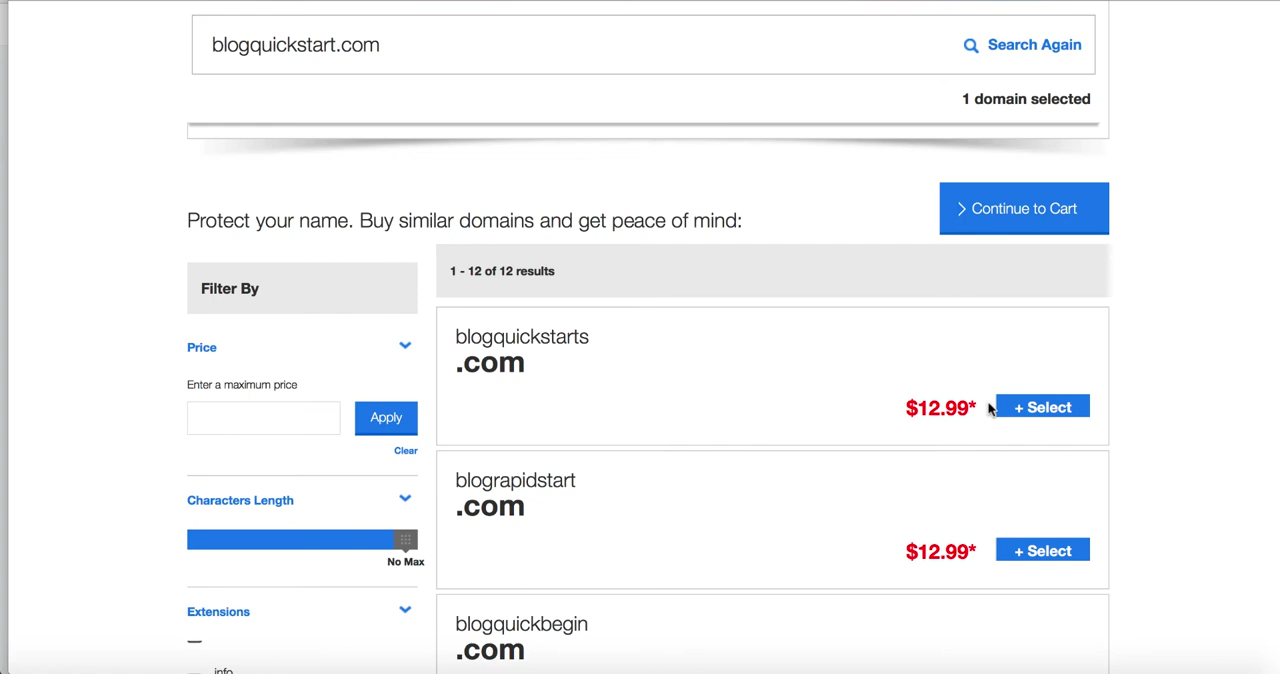 blogquickstart.com
Search Again
1 domain selected
Continue to Cart
Protect your name. Buy similar domains and get peace of mind:
Filter By
1 - 12 of 12 results
Price
Enter a maximum price
Apply
Clear
Characters Length
No Max
Extensions
info
blogquickstarts
.com
$12.99*
+ Select
blograpidstart
.com
$12.99*
+ Select
blogquickbegin
.com